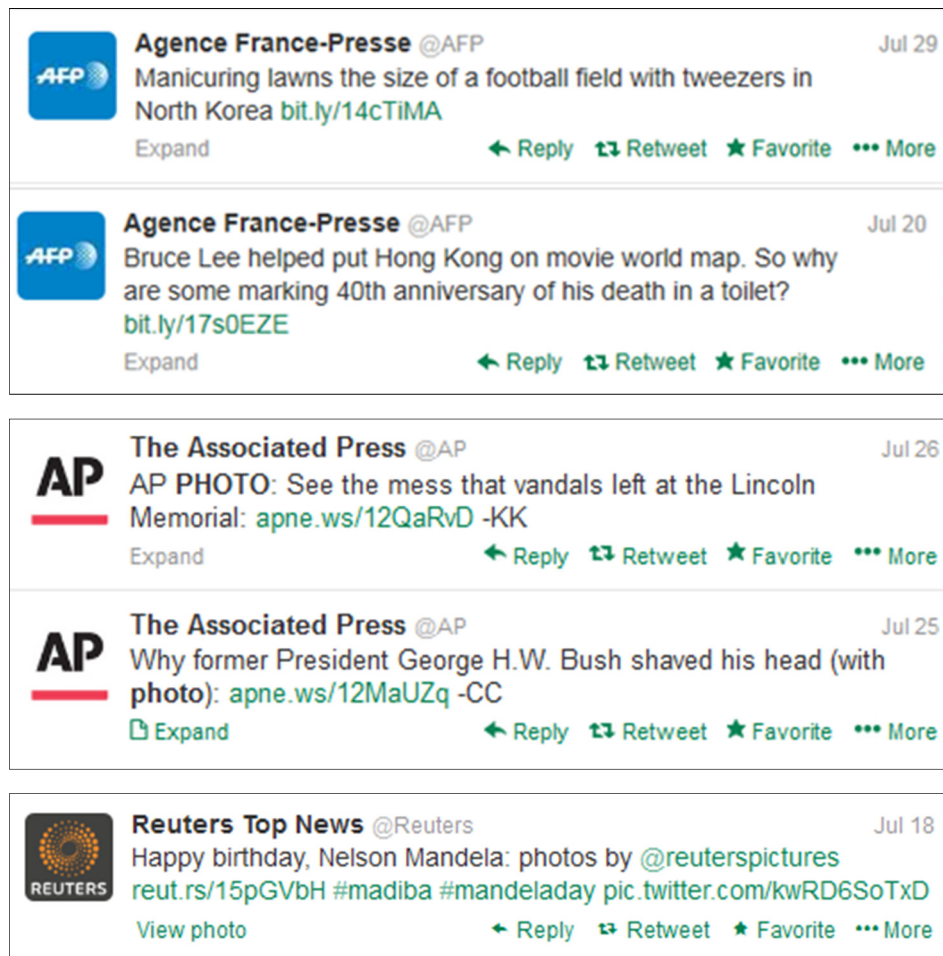 AFP
Agence France-Presse @AFP Jul 29
Manicuring lawns the size of a football field with tweezers in
North Korea bit.ly/14cTiMA
Expand Reply Retweet Favorite More
AFP
Agence France-Presse @AFP Jul 20
Bruce Lee helped put Hong Kong on movie world map. So why
are some marking 40th anniversary of his death in a toilet?
bit.ly/17s0EZE
Expand Reply Retweet Favorite More
AP
The Associated Press @AP Jul 26
AP PHOTO: See the mess that vandals left at the Lincoln
Memorial: apne.ws/12QaRvD -KK
Expand Reply Retweet Favorite More
AP
The Associated Press @AP Jul 25
Why former President George H.W. Bush shaved his head (with
photo): apne.ws/12MaUZq -CC
Expand Reply Retweet Favorite More
REUTERS
Reuters Top News @Reuters Jul 18
Happy birthday, Nelson Mandela: photos by @reuterspictures
reut.rs/15pGVbH #madiba #mandeladay pic.twitter.com/kwRD6SoTxD
View photo Reply Retweet Favorite More